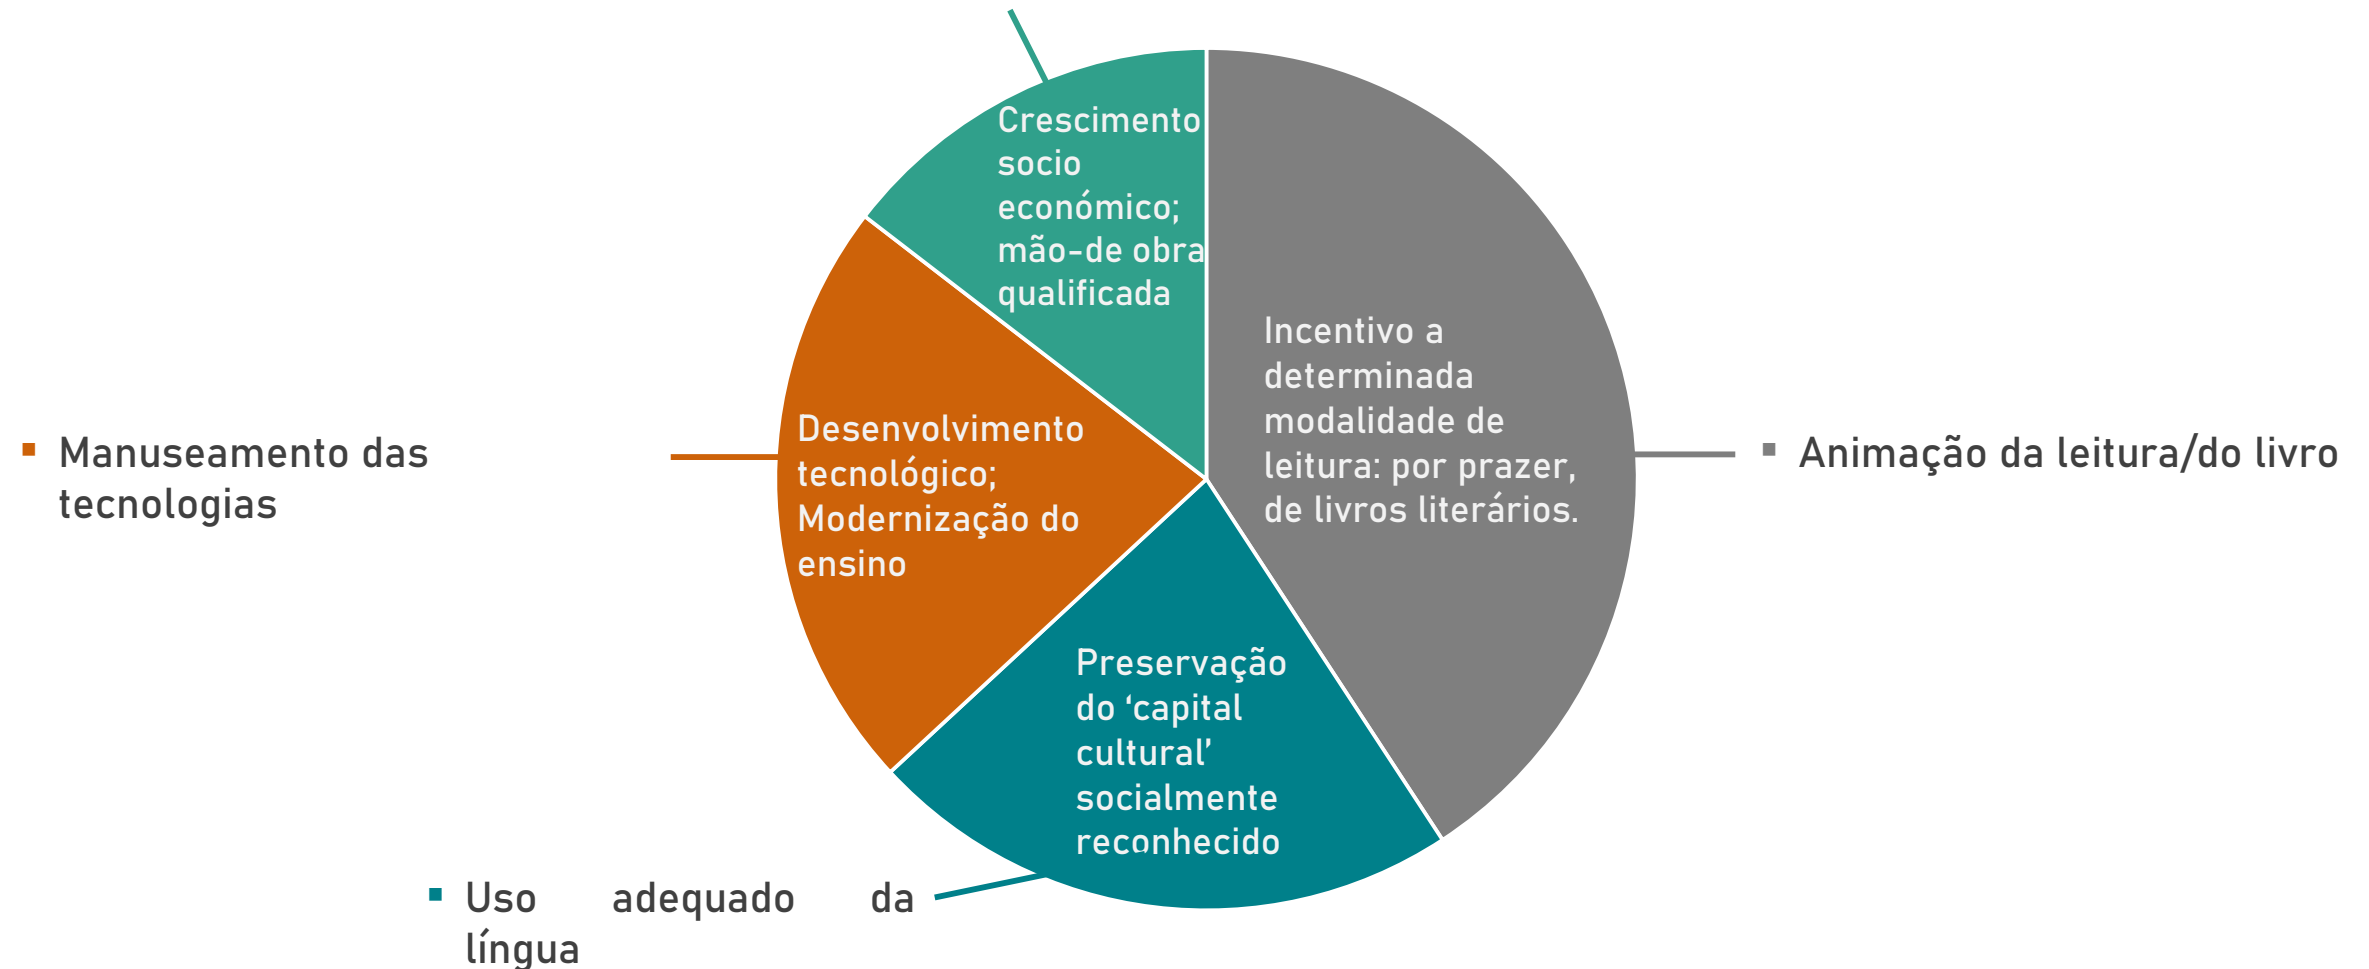 Crescimento
socio
económico;
mão-de obra
qualificada
Incentivo a
determinada
modalidade de
leitura: por prazer,
de livros literários.
Desenvolvimento
tecnológico;
Modernização do
ensino
▪ Manuseamento das
tecnologias
▪ Animação da leitura/do livro
Preservação
do ‘capital
cultural’
socialmente
reconhecido
▪ Uso adequado da
língua